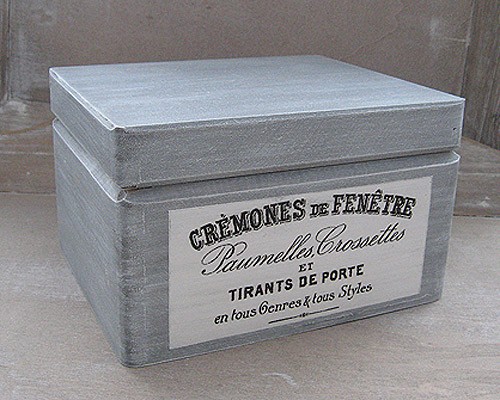 CRÈMONES DE FENÊTRE
Paumelles, Crossettes
ET
TIRANTS DE PORTE
en tous Genres & tous Styles